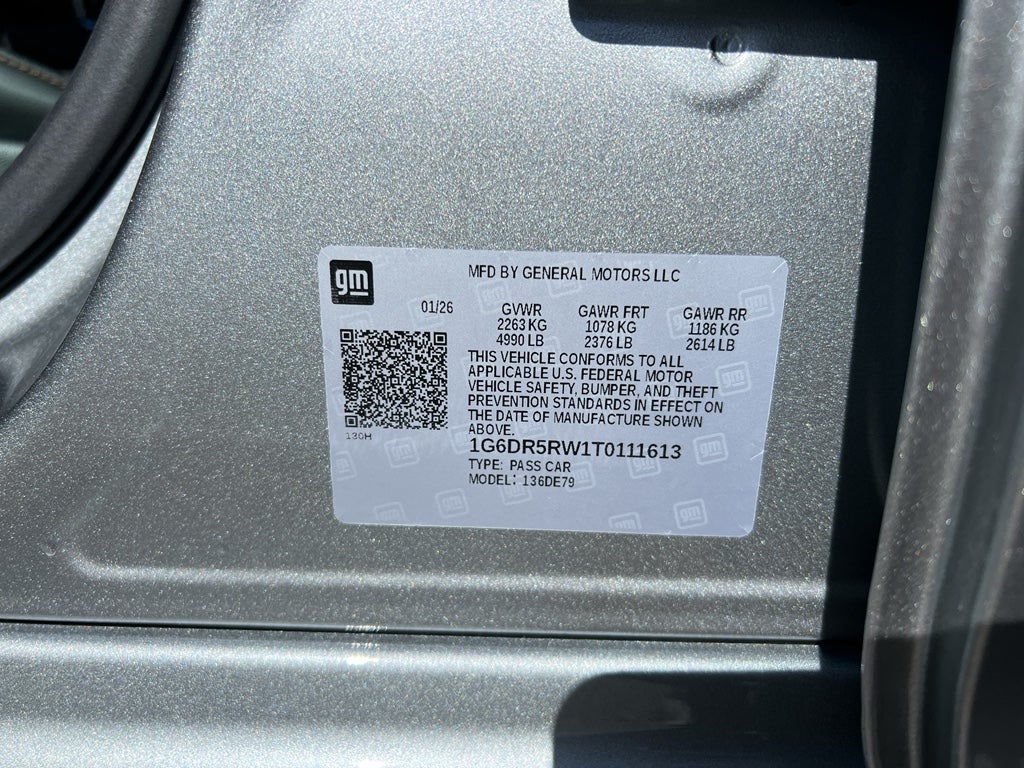 gm
MFD BY GENERAL MOTORS LLC
01/26 GVWR GAWR FRT GAWR RR
2263 KG 1078 KG 1186 KG
4990 LB 2376 LB 2614 LB
THIS VEHICLE CONFORMS TO ALL
APPLICABLE U.S. FEDERAL MOTOR
VEHICLE SAFETY, BUMPER, AND THEFT
PREVENTION STANDARDS IN EFFECT ON
THE DATE OF MANUFACTURE SHOWN
ABOVE.
130H
1G6DR5RW1T0111613
TYPE: PASS CAR
MODEL: 136DE79